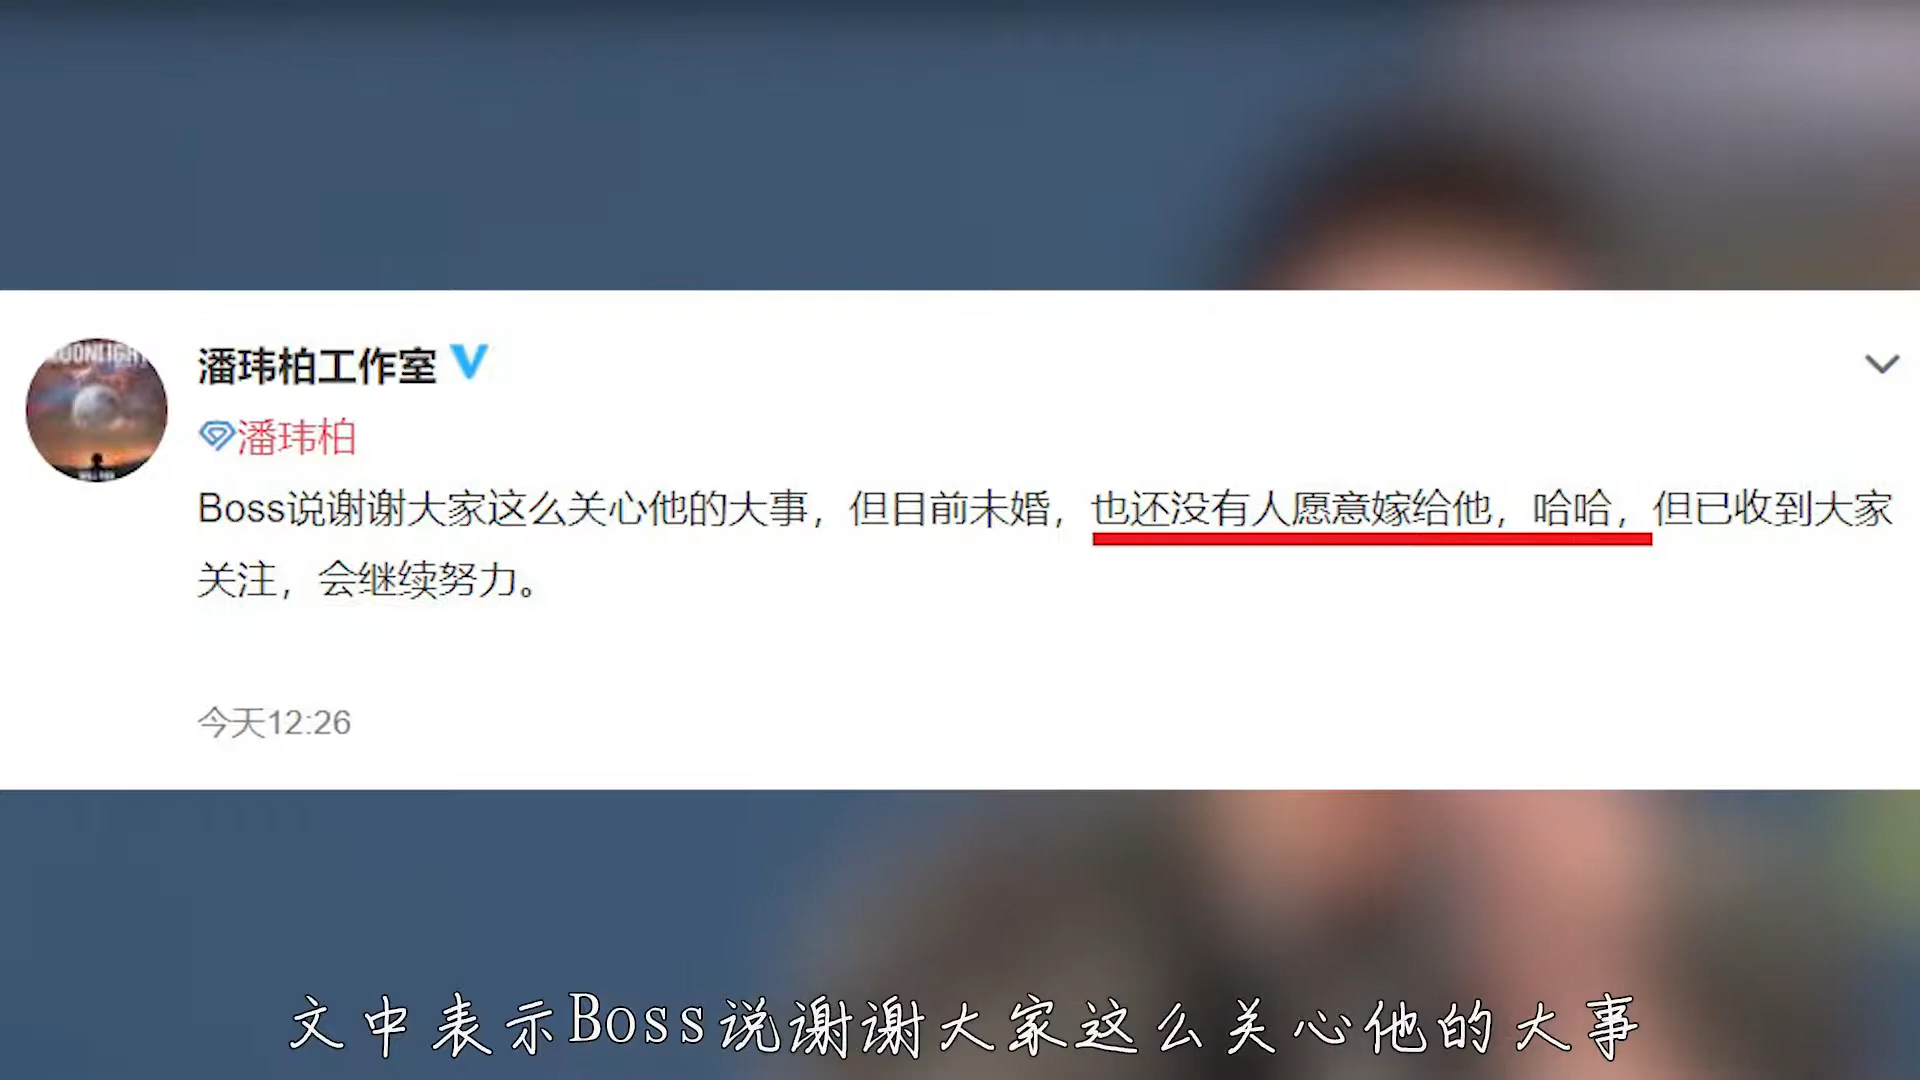 MOONLIGHT
潘玮柏工作室
潘玮柏
Boss说谢谢大家这么关心他的大事，但目前未婚，也还没有人愿意嫁给他，哈哈，但已收到大家
关注，会继续努力。
今天12:26
文中表示Boss说谢谢大家这么关心他的大事